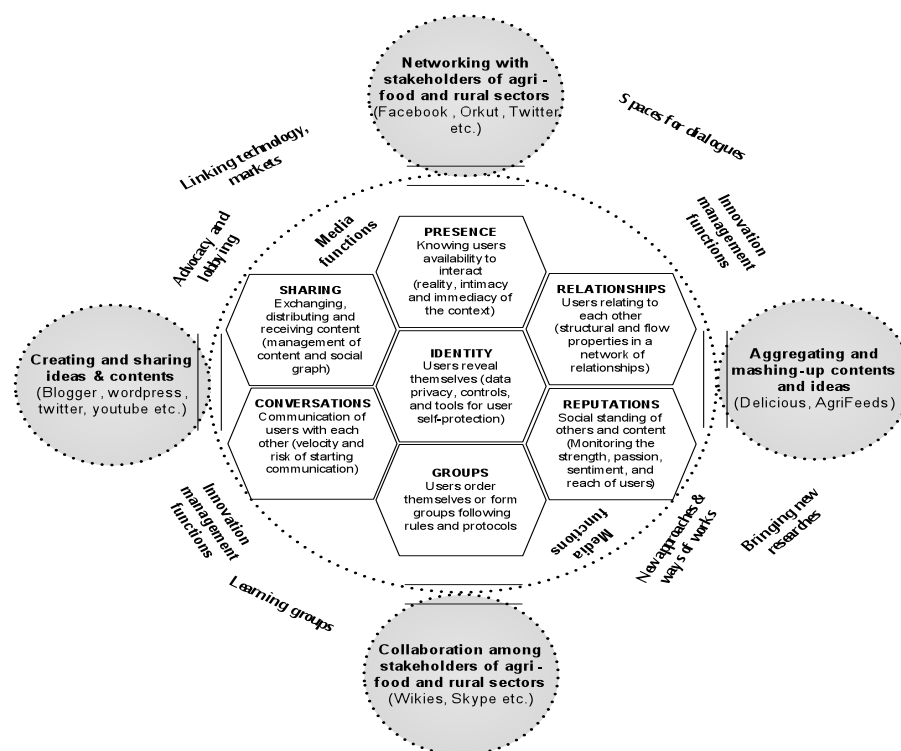 Networking with
stakeholders of agri -
food and rural sectors
(Facebook , Orkut , Twitter
etc.)
Spaces for dialogues
Linking technology,
markets
Advocacy and
lobbying
Media
functions
Innovation
management
functions
PRESENCE
Knowing users
availability to
interact
(reality, intimacy
and immediacy of
the context)
SHARING
Exchanging,
distributing and
receiving content
(management of
content and social
graph)
RELATIONSHIPS
Users relating to
each other
(structural and flow
properties in a
network of
relationships)
IDENTITY
Users reveal
themselves (data
privacy, controls,
and tools for user
self-protection)
Creating and sharing
ideas & contents
(Blogger , wordpress ,
twitter, youtube etc.)
Aggregating and
mashing-up contents
and ideas
(Delicious, AgriFeeds)
CONVERSATIONS
Communication of
users with each
other (velocity and
risk of starting
communication)
REPUTATIONS
Social standing of
others and content
(Monitoring the
strength, passion,
sentiment, and
reach of users)
GROUPS
Users order
themselves or form
groups following
rules and protocols
Innovation
management
functions
Learning groups
Media
functions
New approaches &
ways of works
Bringing new
researches
Collaboration among
stakeholders of agri -
food and rural sectors
(Wikies, Skype etc.)